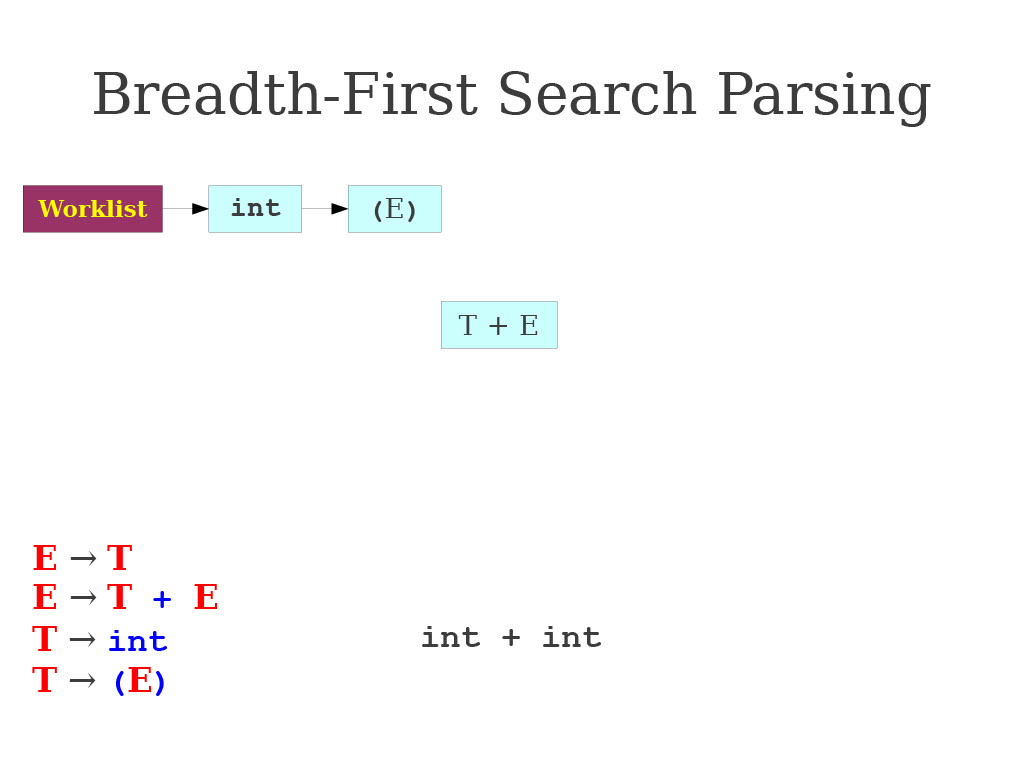 Breadth-First Search Parsing
Worklist int (E)
T + E
E → T
E → T + E
T → int
T → (E)
int + int